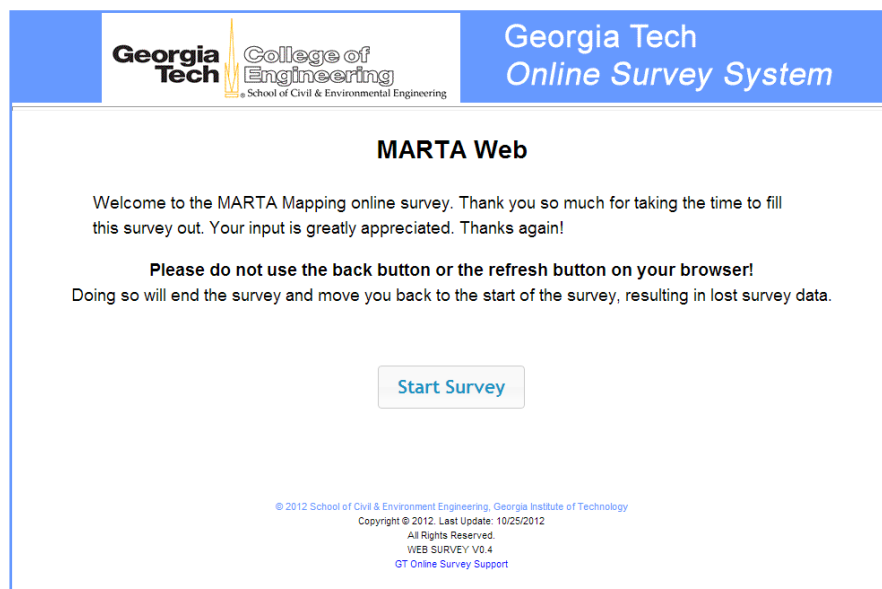 Georgia Tech
College of Engineering
School of Civil & Environmental Engineering
Georgia Tech
Online Survey System
MARTA Web
Welcome to the MARTA Mapping online survey. Thank you so much for taking the time to fill
this survey out. Your input is greatly appreciated. Thanks again!
Please do not use the back button or the refresh button on your browser!
Doing so will end the survey and move you back to the start of the survey, resulting in lost survey data.
Start Survey
© 2012 School of Civil & Environment Engineering, Georgia Institute of Technology
Copyright © 2012. Last Update: 10/25/2012
All Rights Reserved.
WEB SURVEY V0.4
GT Online Survey Support